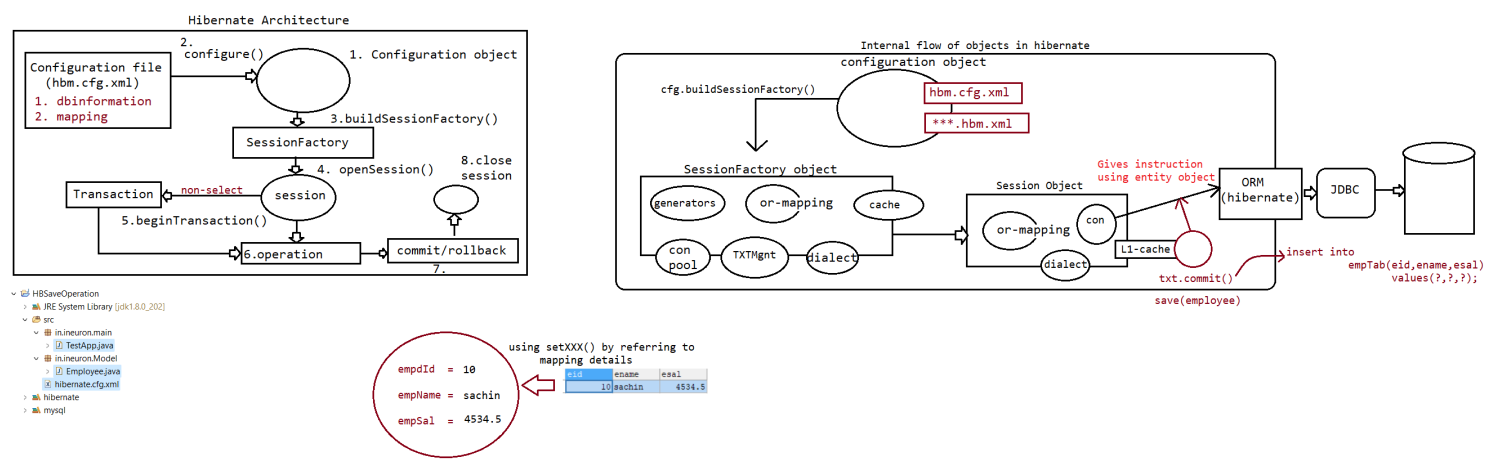 Hibernate Architecture
2.
configure()
1. Configuration object
Configuration file
(hbm.cfg.xml)
1. dbinformation
2. mapping
3.buildSessionFactory()
SessionFactory
4. openSession()
8.close
session
Transaction
non-select
session
5.beginTransaction()
6.operation
commit/rollback
7.
Internal flow of objects in hibernate
configuration object
cfg.buildSessionFactory()
hbm.cfg.xml
***.hbm.xml
SessionFactory object
generators
or-mapping
cache
con
pool
TXTMgnt
dialect
Session Object
or-mapping
con
L1-cache
dialect
Gives instruction
using entity object
ORM
(hibernate)
JDBC
txt.commit()
save(employee)
insert into
empTab(eid,ename,esal)
values(?,?,?);
HBSaveOperation
JRE System Library [jdk1.8.0_202]
src
in.ineuron.main
TestApp.java
in.ineuron.Model
Employee.java
hibernate.cfg.xml
hibernate
mysql
empdId = 10
empName = sachin
empSal = 4534.5
using setXXX() by referring to
mapping details
eid ename esal
10 sachin 4534.5